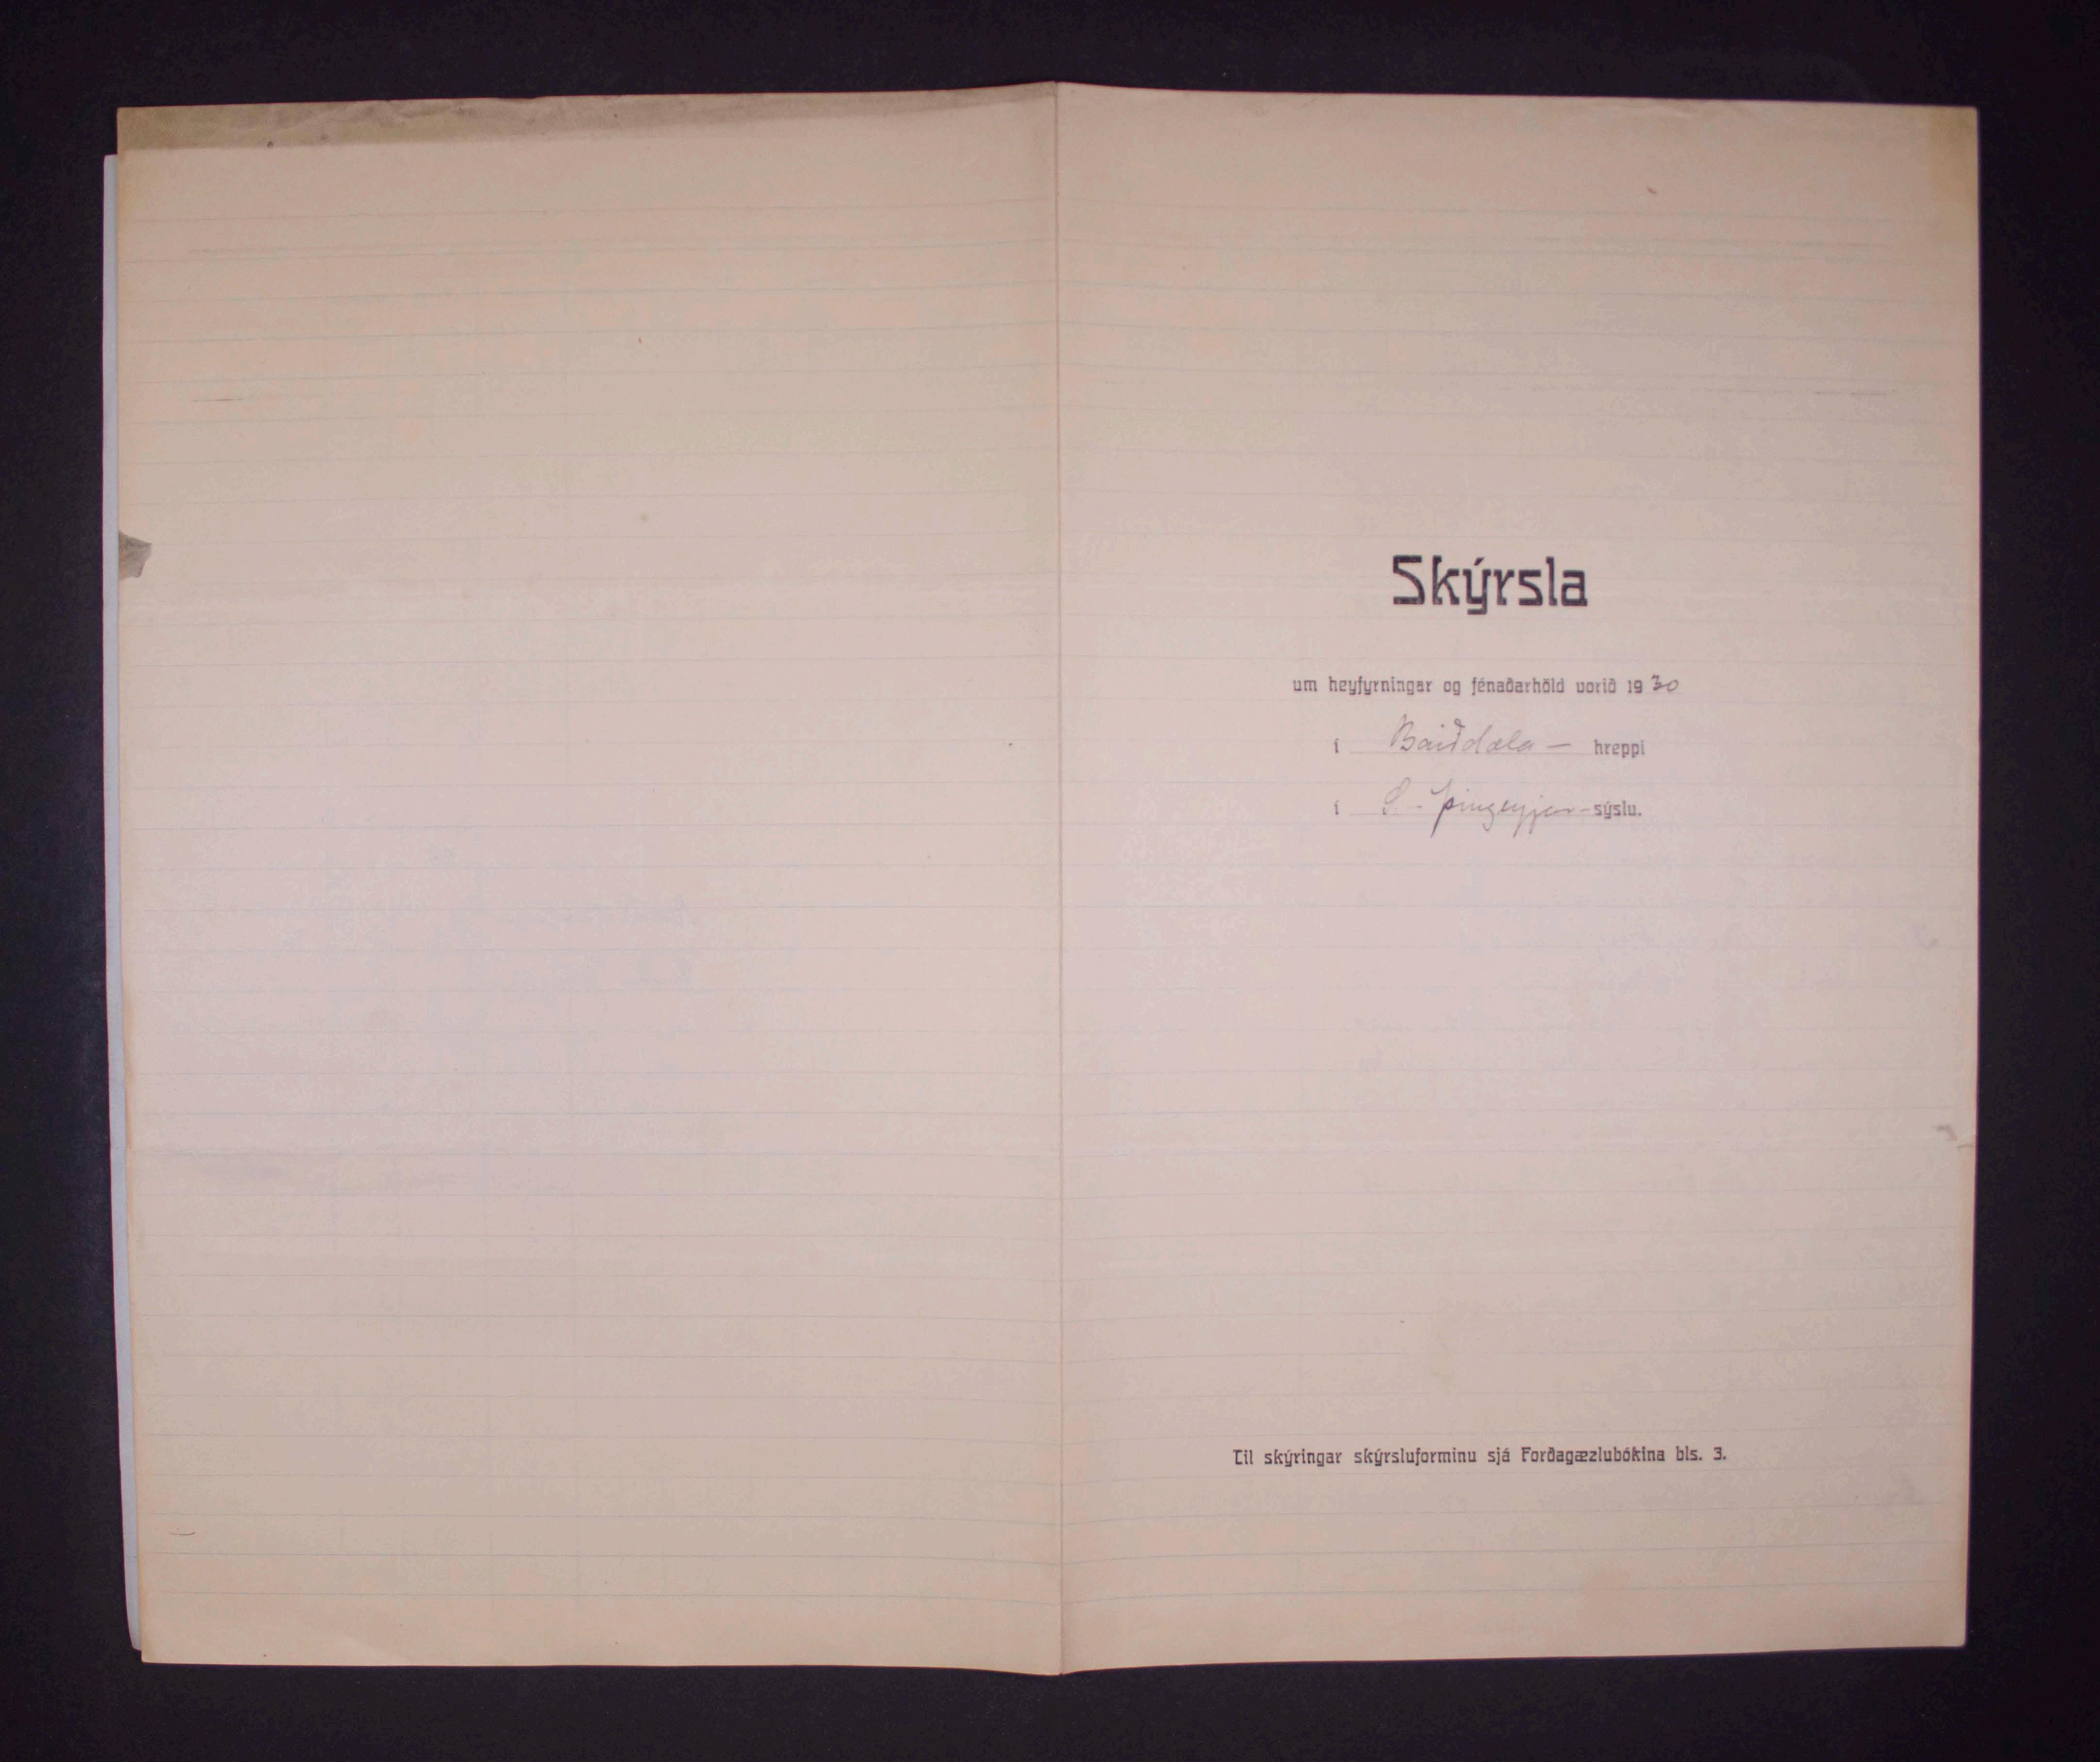 Skýrsla
um heyfyrningar og fénaðarhöld vorið 1930
í Bárðdæla – hreppi
í S. - Þingeyjar - sýslu.
Til skýringar skýrsluforminu sjá Forðagæzlubókina bls. 3.